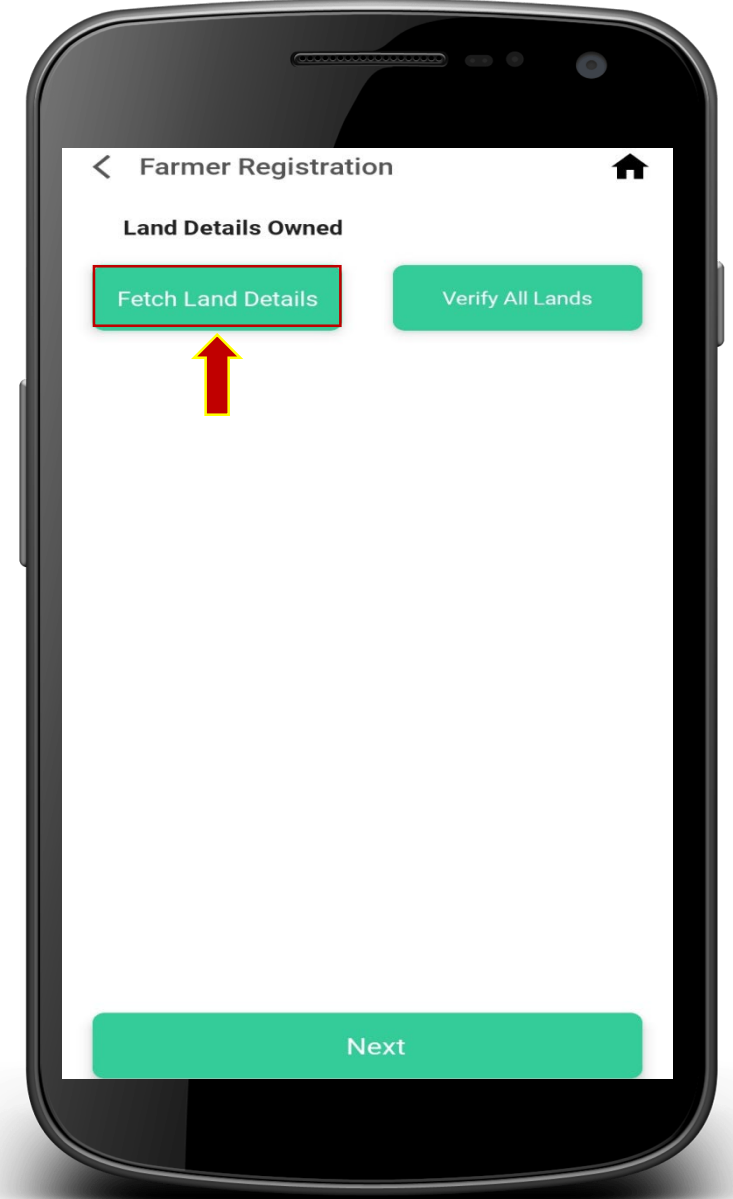 Farmer Registration
Land Details Owned
Fetch Land Details
Verify All Lands
Next